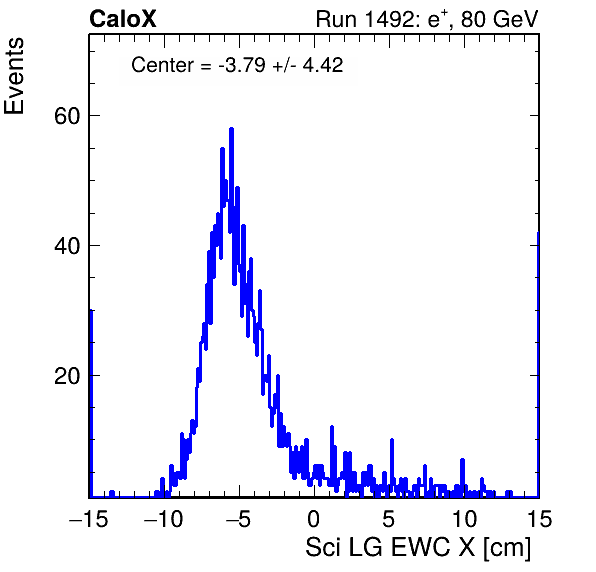 CaloX Run 1492: e⁺, 80 GeV
Center = -3.79 +/- 4.42
Events
60
40
20
−15 −10 −5 0 5 10 15
Sci LG EWC X [cm]